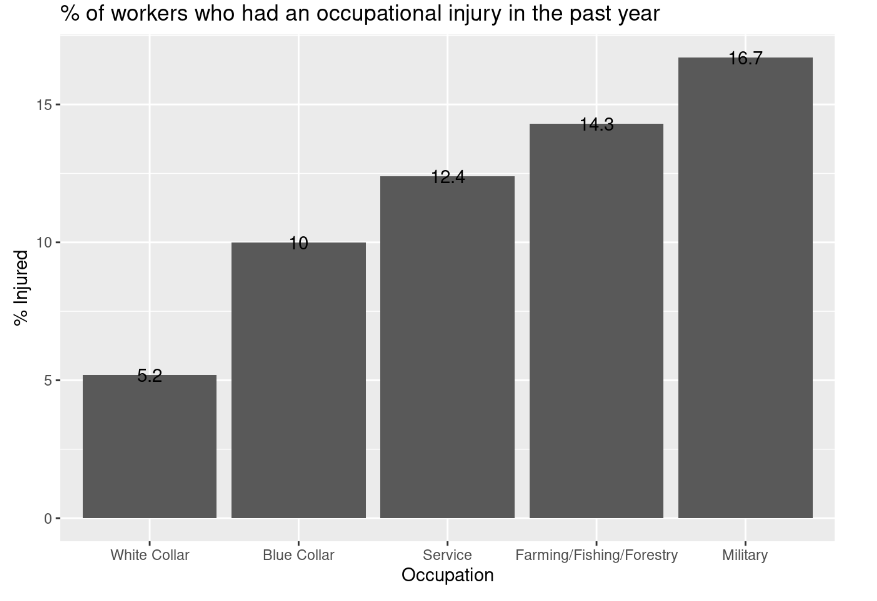 % of workers who had an occupational injury in the past year
16.7
15
14.3
12.4
10
10
5.2
5
0
% Injured
White Collar Blue Collar Service Farming/Fishing/Forestry Military
Occupation